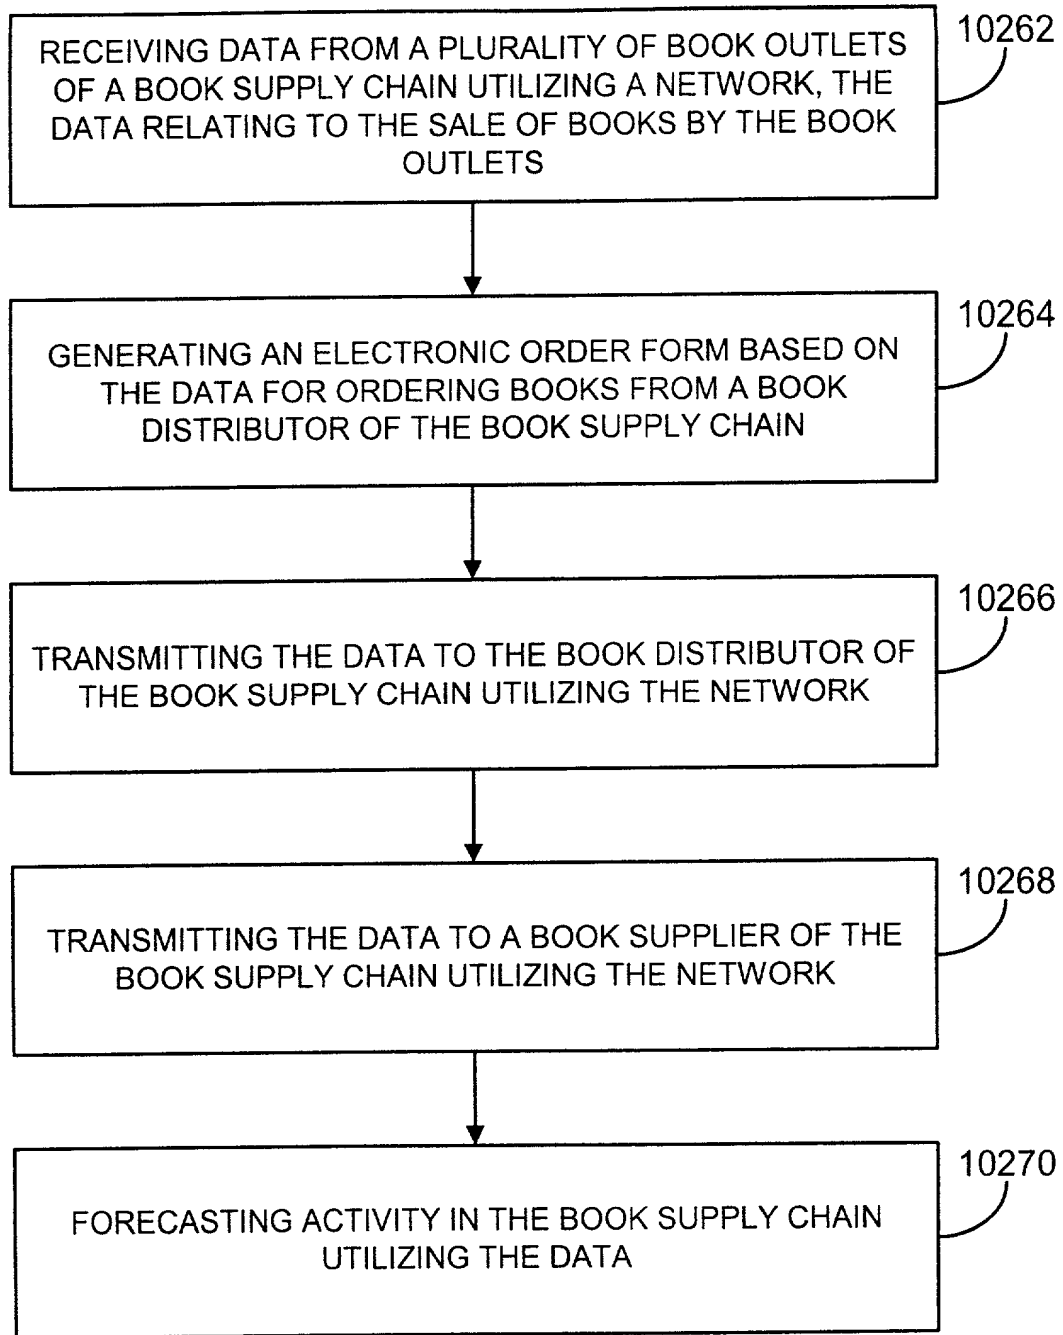 RECEIVING DATA FROM A PLURALITY OF BOOK OUTLETS
OF A BOOK SUPPLY CHAIN UTILIZING A NETWORK, THE
DATA RELATING TO THE SALE OF BOOKS BY THE BOOK
OUTLETS
10262
GENERATING AN ELECTRONIC ORDER FORM BASED ON
THE DATA FOR ORDERING BOOKS FROM A BOOK
DISTRIBUTOR OF THE BOOK SUPPLY CHAIN
10264
TRANSMITTING THE DATA TO THE BOOK DISTRIBUTOR OF
THE BOOK SUPPLY CHAIN UTILIZING THE NETWORK
10266
TRANSMITTING THE DATA TO A BOOK SUPPLIER OF THE
BOOK SUPPLY CHAIN UTILIZING THE NETWORK
10268
FORECASTING ACTIVITY IN THE BOOK SUPPLY CHAIN
UTILIZING THE DATA
10270